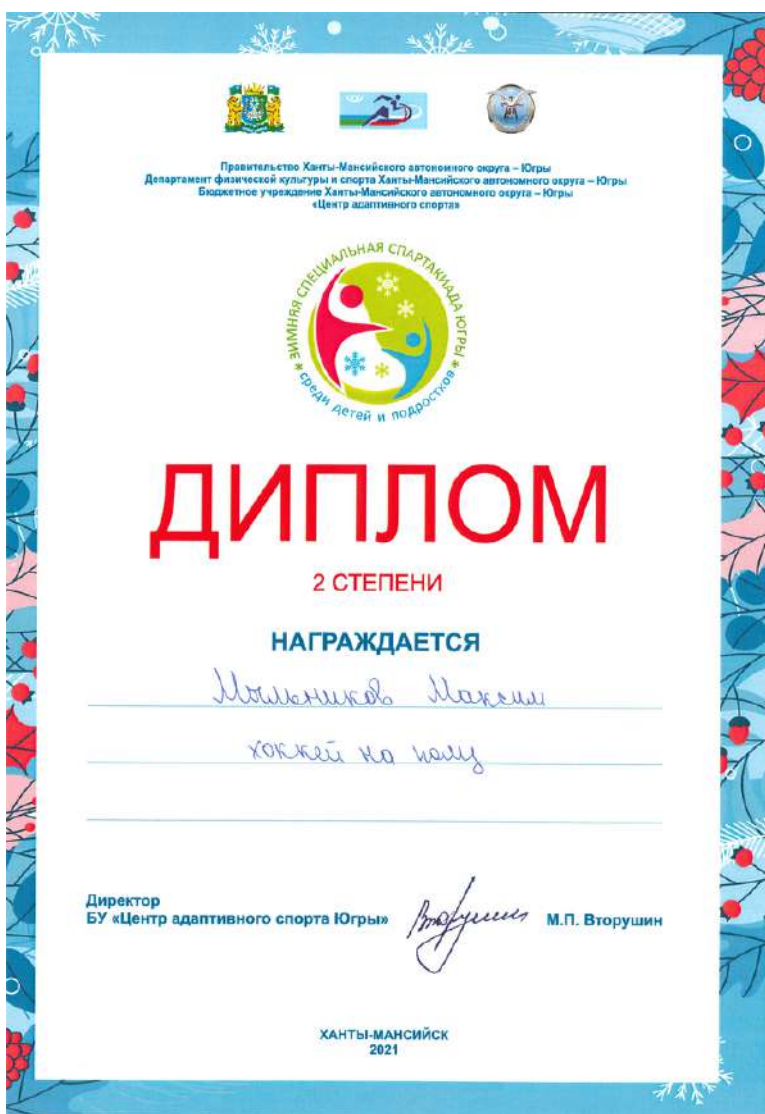 Правительство Ханты-Мансийского автономного округа – Югры
Департамент физической культуры и спорта Ханты-Мансийского автономного округа – Югры
Бюджетное учреждение Ханты-Мансийского автономного округа – Югры
«Центр адаптивного спорта»
* ЗИМНЯЯ СПЕЦИАЛЬНАЯ СПАРТАКИАДА ЮГРЫ *
среди детей и подростков
ДИПЛОМ
2 СТЕПЕНИ
НАГРАЖДАЕТСЯ
Мыльников Максим
хоккей на полу
Директор
БУ «Центр адаптивного спорта Югры» М.П. Вторушин
ХАНТЫ-МАНСИЙСК
2021